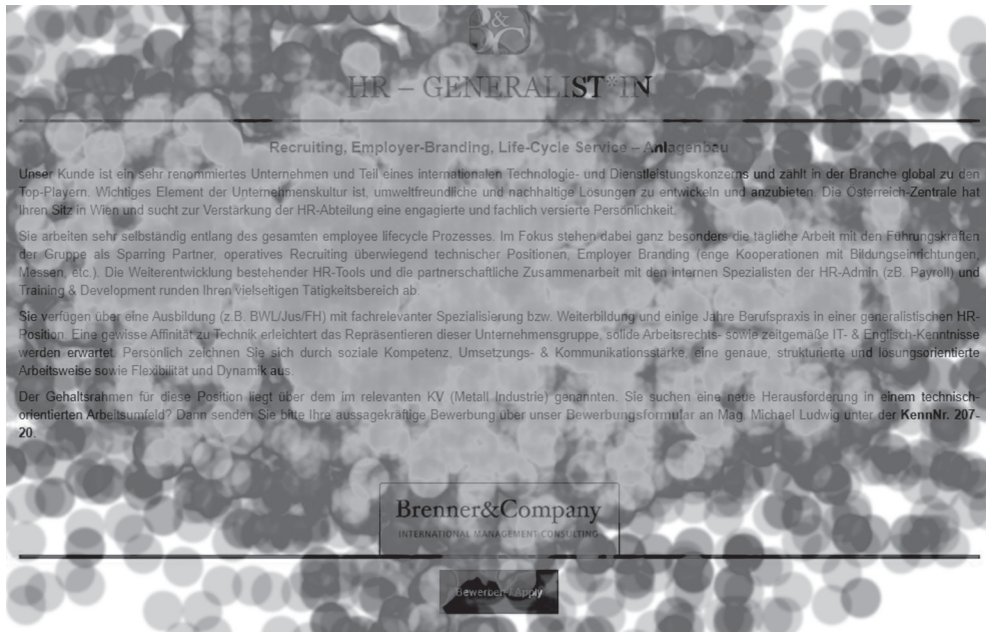 B&C
HR – GENERALIST*IN
Recruiting, Employer-Branding, Life-Cycle Service – Anlagenbau
Unser Kunde ist ein sehr renommiertes Unternehmen und Teil eines internationalen Technologie- und Dienstleistungskonzerns und zählt in der Branche global zu den
Top-Playern. Wichtiges Element der Unternehmenskultur ist, umweltfreundliche und nachhaltige Lösungen zu entwickeln und anzubieten. Die Österreich-Zentrale hat
Ihren Sitz in Wien und sucht zur Verstärkung der HR-Abteilung eine engagierte und fachlich versierte Persönlichkeit.
Sie arbeiten sehr selbständig entlang des gesamten employee lifecycle Prozesses. Im Fokus stehen dabei ganz besonders die tägliche Arbeit mit den Führungskräften
der Gruppe als Sparring Partner, operatives Recruiting überwiegend technischer Positionen, Employer Branding (enge Kooperationen mit Bildungseinrichtungen,
Messen, etc.). Die Weiterentwicklung bestehender HR-Tools und die partnerschaftliche Zusammenarbeit mit den internen Spezialisten der HR-Admin (zB. Payroll) und
Training & Development runden Ihren vielseitigen Tätigkeitsbereich ab.
Sie verfügen über eine Ausbildung (z.B. BWL/Jus/FH) mit fachrelevanter Spezialisierung bzw. Weiterbildung und einige Jahre Berufspraxis in einer generalistischen HR-
Position. Eine gewisse Affinität zu Technik erleichtert das Repräsentieren dieser Unternehmensgruppe, solide Arbeitsrechts- sowie zeitgemäße IT- & Englisch-Kenntnisse
werden erwartet. Persönlich zeichnen Sie sich durch soziale Kompetenz, Umsetzungs- & Kommunikationsstärke, eine genaue, strukturierte und lösungsorientierte
Arbeitsweise sowie Flexibilität und Dynamik aus.
Der Gehaltsrahmen für diese Position liegt über dem im relevanten KV (Metall Industrie) genannten. Sie suchen eine neue Herausforderung in einem technisch-
orientierten Arbeitsumfeld? Dann senden Sie bitte Ihre aussagekräftige Bewerbung über unser Bewerbungsformular an Mag. Michael Ludwig unter der KennNr. 207-
20.
Brenner&Company
INTERNATIONAL MANAGEMENT CONSULTING
Bewerben / Apply